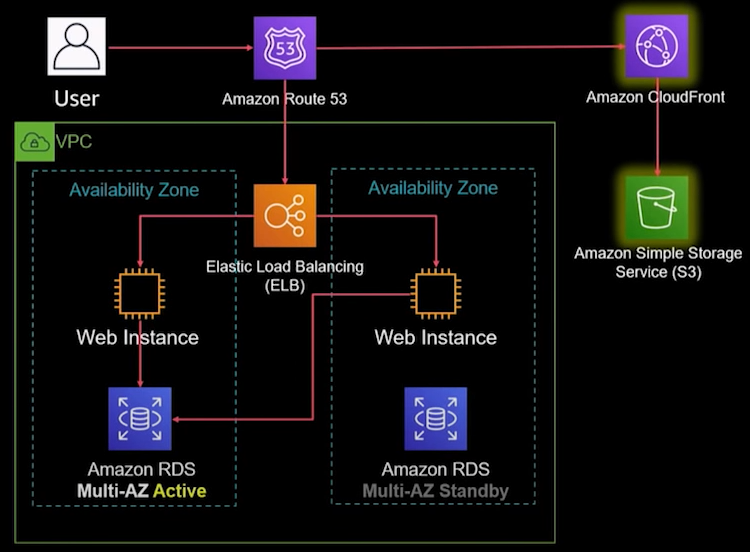 53
User
Amazon Route 53
Amazon CloudFront
VPC
Availability Zone
Availability Zone
Elastic Load Balancing
(ELB)
Amazon Simple Storage
Service (S3)
Web Instance
Web Instance
Amazon RDS
Multi-AZ Active
Amazon RDS
Multi-AZ Standby